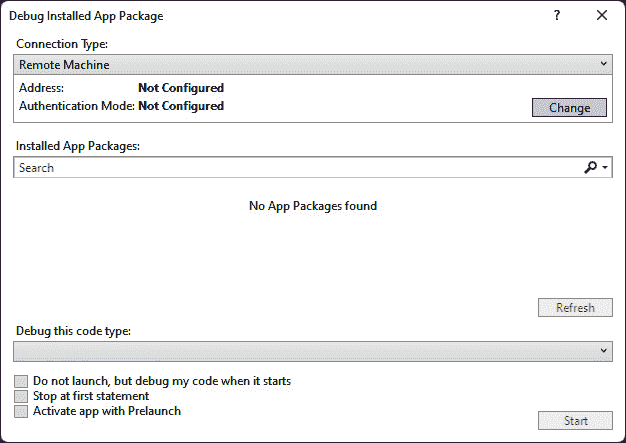 Debug Installed App Package
?
Connection Type:
Remote Machine
Address: Not Configured
Authentication Mode: Not Configured
Change
Installed App Packages:
Search
No App Packages found
Refresh
Debug this code type:
Do not launch, but debug my code when it starts
Stop at first statement
Activate app with Prelaunch
Start